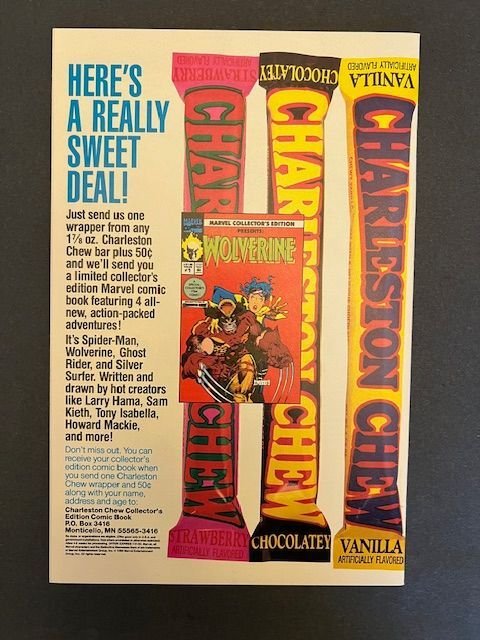 HERE'S
A REALLY
SWEET
DEAL!
Just send us one
wrapper from any
1⅞ oz. Charleston
Chew bar plus 50¢
and we'll send you
a limited collector's
edition Marvel comic
book featuring 4 all-
new, action-packed
adventures!
It's Spider-Man,
Wolverine, Ghost
Rider, and Silver
Surfer. Written and
drawn by hot creators
like Larry Hama, Sam
Kieth, Tony Isabella,
Howard Mackie,
and more!
Don't miss out. You can
receive your collector's
edition comic book when
you send one Charleston
Chew wrapper and 50¢
along with your name,
address and age to:
Charleston Chew Collector's
Edition Comic Book
P.O. Box 3416
Monticello, MN 55565-3416
STRAWBERRY
ARTIFICIALLY FLAVORED
CHARLESTON CHEW
STRAWBERRY
ARTIFICIALLY FLAVORED
CHOCOLATEY
CHARLESTON CHEW
CHOCOLATEY
VANILLA
ARTIFICIALLY FLAVORED
CHARLESTON CHEW
VANILLA
ARTIFICIALLY FLAVORED
MARVEL COLLECTOR'S EDITION
PRESENTS:
WOLVERINE
#1